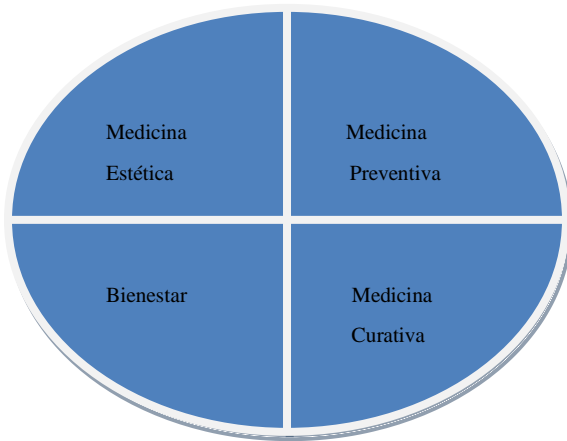 Medicina
Estética
Medicina
Preventiva
Bienestar
Medicina
Curativa